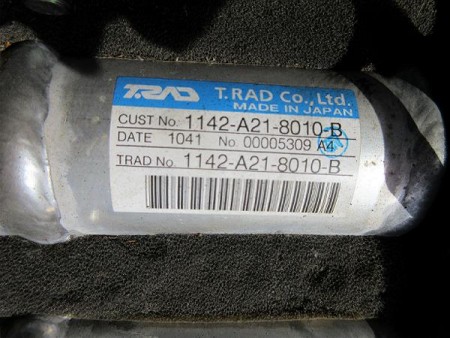 T.RAD T.RAD Co., Ltd.
MADE IN JAPAN
CUST No. 1142-A21-8010-B
DATE 1041 No. 00005309 A4
TRAD No. 1142-A21-8010-B